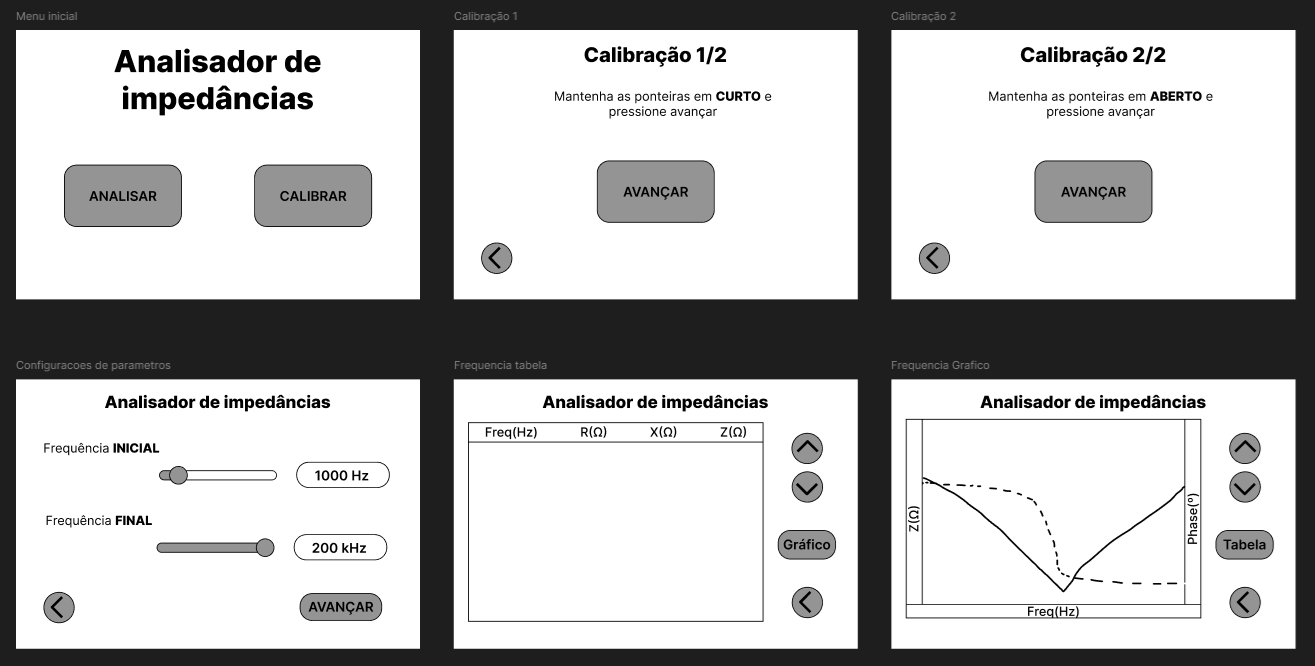 Menu inicial
Analisador de
impedâncias
ANALISAR
CALIBRAR
Calibração 1
Calibração 1/2
Mantenha as ponteiras em CURTO e
pressione avançar
AVANÇAR
Calibração 2
Calibração 2/2
Mantenha as ponteiras em ABERTO e
pressione avançar
AVANÇAR
Configuracoes de parametros
Analisador de impedâncias
Frequência INICIAL
1000 Hz
Frequência FINAL
200 kHz
AVANÇAR
Frequencia tabela
Analisador de impedâncias
Freq(Hz) R(Ω) X(Ω) Z(Ω)
Gráfico
Frequencia Grafico
Analisador de impedâncias
Z(Ω)
Phase(º)
Freq(Hz)
Tabela